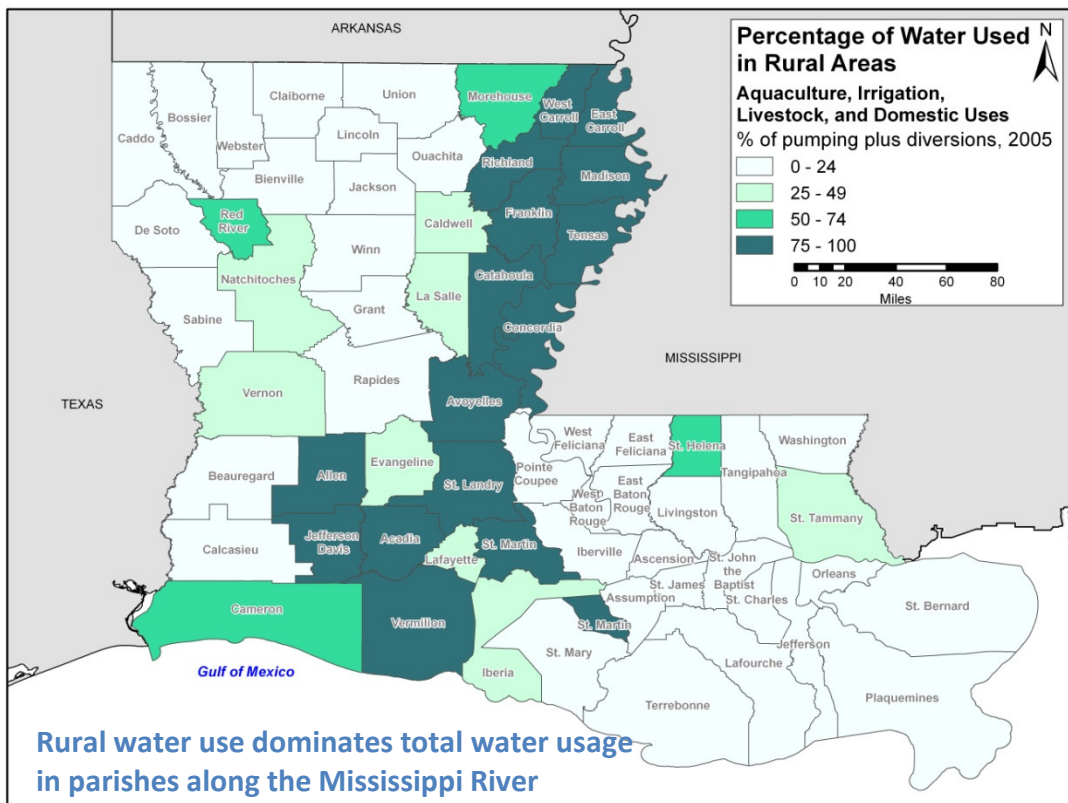 ARKANSAS
Percentage of Water Used
in Rural Areas
N
Aquaculture, Irrigation,
Livestock, and Domestic Uses
% of pumping plus diversions, 2005
0 - 24
25 - 49
50 - 74
75 - 100
0 5 10 20 40 60 80
Miles
Caddo
Bossier
Webster
Claiborne
Union
Lincoln
Morehouse
West
Carroll
East
Carroll
Ouachita
Richland
Madison
Bienville
Jackson
De Soto
Red
River
Caldwell
Franklin
Tensas
Winn
Natchitoches
La Salle
Catahoula
Sabine
Grant
Concordia
MISSISSIPPI
TEXAS
Vernon
Rapides
Avoyelles
Beauregard
Allen
Evangeline
St. Landry
Pointe
Coupee
West
Feliciana
East
Feliciana
St. Helena
Tangipahoa
Washington
West
Baton
Rouge
East
Baton
Rouge
Livingston
St. Tammany
Calcasieu
Jefferson
Davis
Acadia
Lafayette
St. Martin
Iberville
Ascension
St. John
the
Baptist
St. James
Assumption
St. Charles
Orleans
St. Bernard
Cameron
Vermilion
St. Martin
Iberia
St. Mary
Jefferson
Lafourche
Terrebonne
Plaquemines
Gulf of Mexico
Rural water use dominates total water usage
in parishes along the Mississippi River